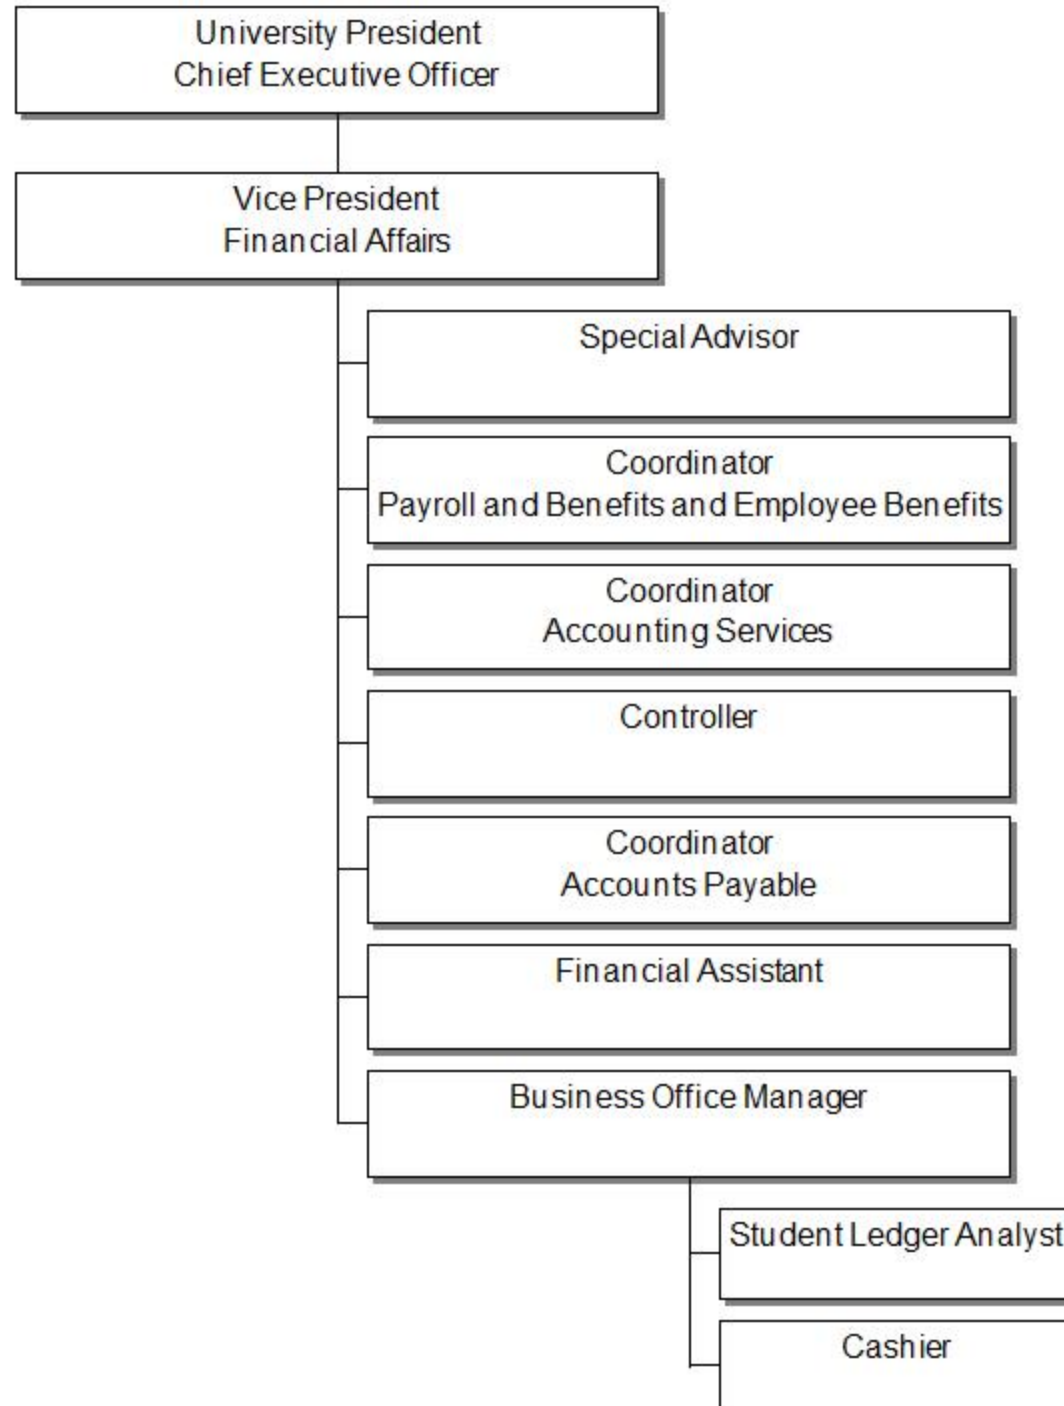 University President
Chief Executive Officer
Vice President
Financial Affairs
Special Advisor
Coordinator
Payroll and Benefits and Employee Benefits
Coordinator
Accounting Services
Controller
Coordinator
Accounts Payable
Financial Assistant
Business Office Manager
Student Ledger Analyst
Cashier